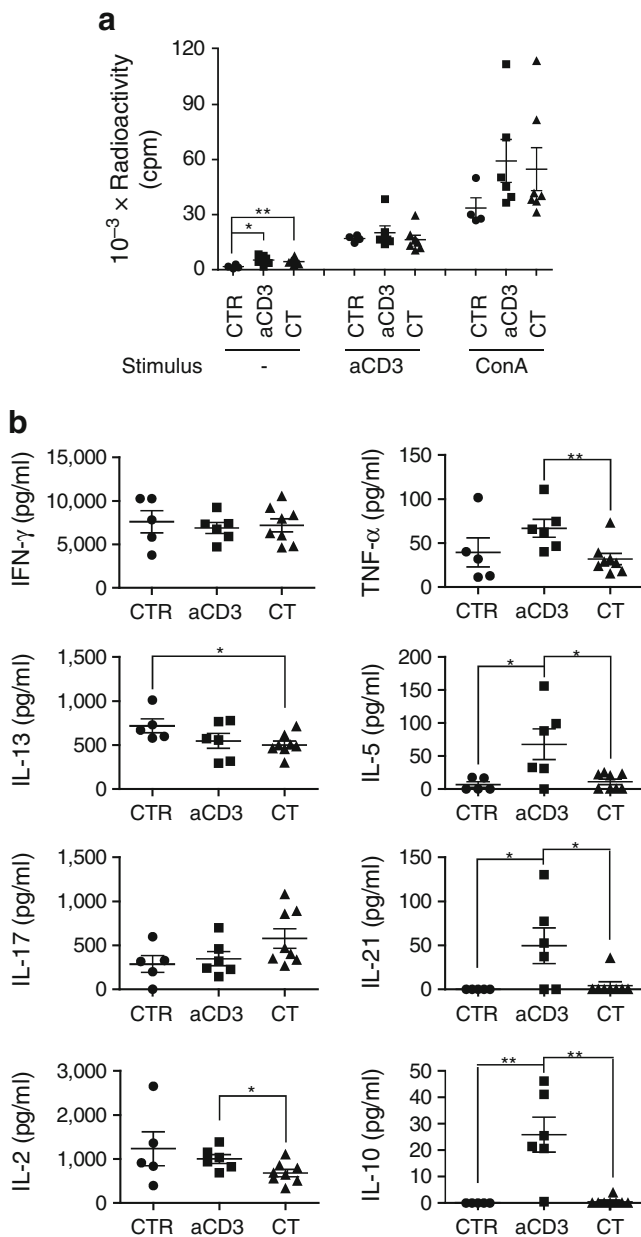 a
10⁻³ × Radioactivity
(cpm)
120
90
60
30
0
*
**
CTR
aCD3
CT
CTR
aCD3
CT
CTR
aCD3
CT
Stimulus - aCD3 ConA
b
IFN-γ (pg/ml)
15,000
10,000
5,000
0
CTR aCD3 CT
TNF-α (pg/ml)
150
100
50
0
**
CTR aCD3 CT
IL-13 (pg/ml)
1,500
1,000
500
0
*
CTR aCD3 CT
IL-5 (pg/ml)
200
150
100
50
0
* *
CTR aCD3 CT
IL-17 (pg/ml)
1,500
1,000
500
0
CTR aCD3 CT
IL-21 (pg/ml)
150
100
50
0
* *
CTR aCD3 CT
IL-2 (pg/ml)
3,000
2,000
1,000
0
*
CTR aCD3 CT
IL-10 (pg/ml)
50
40
30
20
10
0
** **
CTR aCD3 CT